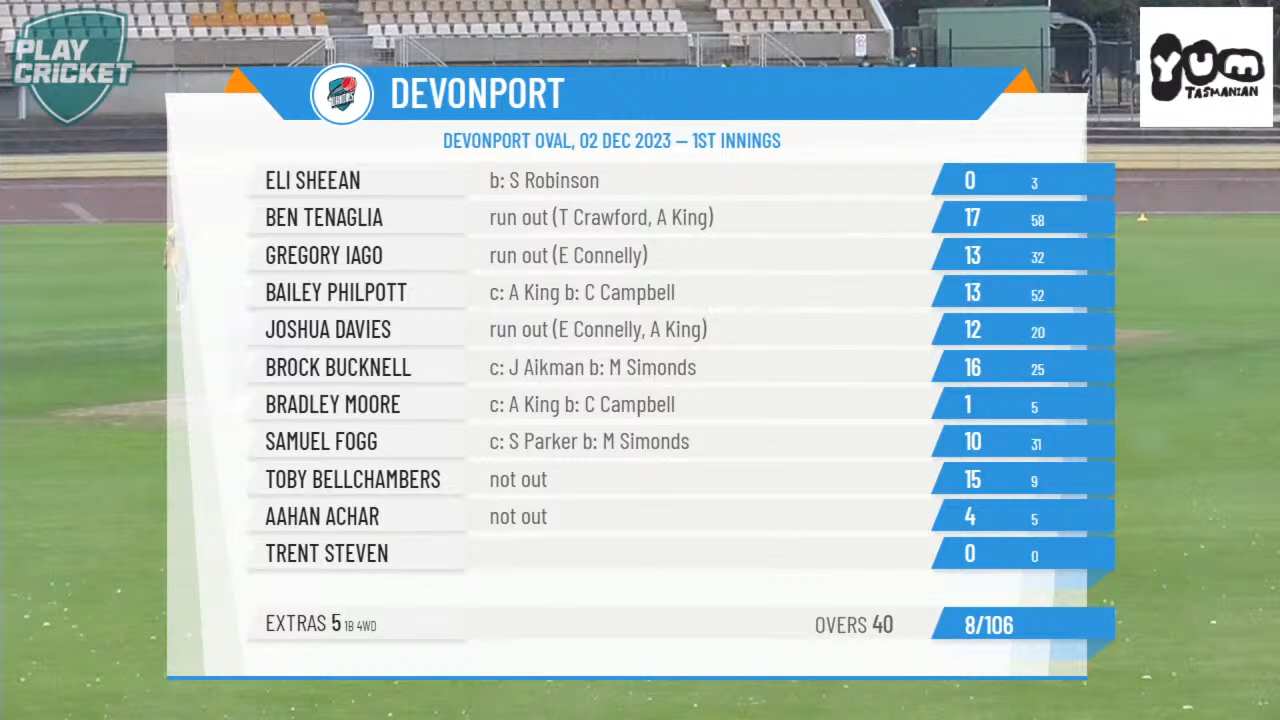 PLAY
CRICKET
YUM
TASMANIAN
DEVONPORT
DEVONPORT OVAL, 02 DEC 2023 – 1ST INNINGS
ELI SHEEAN b: S Robinson 0 3
BEN TENAGLIA run out (T Crawford, A King) 17 58
GREGORY IAGO run out (E Connelly) 13 32
BAILEY PHILPOTT c: A King b: C Campbell 13 52
JOSHUA DAVIES run out (E Connelly, A King) 12 20
BROCK BUCKNELL c: J Aikman b: M Simonds 16 25
BRADLEY MOORE c: A King b: C Campbell 1 5
SAMUEL FOGG c: S Parker b: M Simonds 10 31
TOBY BELLCHAMBERS not out 15 9
AAHAN ACHAR not out 4 5
TRENT STEVEN 0 0
EXTRAS 5 1B 4WD OVERS 40 8/106